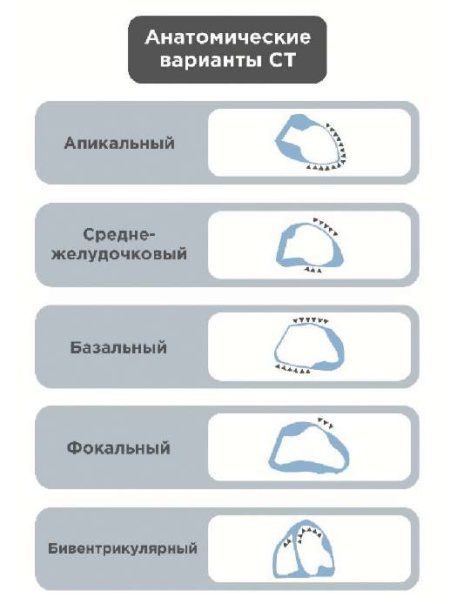 Анатомические
варианты СТ
Апикальный
Средне-
желудочковый
Базальный
Фокальный
Бивентрикулярный